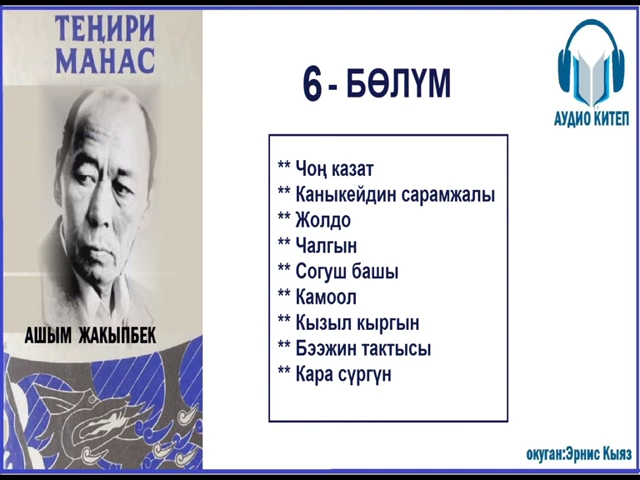 ТЕҢИРИ
МАНАС
АШЫМ ЖАКЫПБЕК
6 - БӨЛҮМ
АУДИО КИТЕП
** Чоң казат
** Каныкейдин сарамжалы
** Жолдо
** Чалгын
** Согуш башы
** Камоол
** Кызыл кыргын
** Бээжин тактысы
** Кара сүргүн
окуган:Эрнис Кыяз